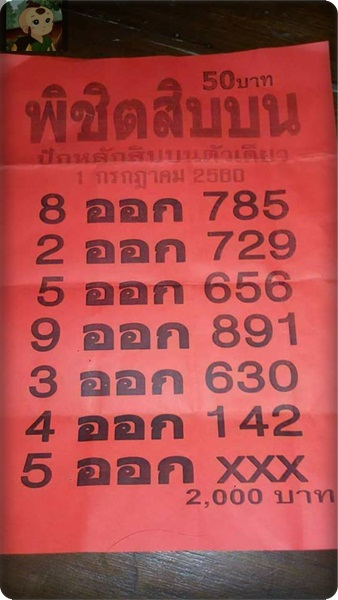 50บาท
พิชิตสิบบน
ปักหลักสิบบนตัวเดียว
1 กรกฎาคม 2560
8 ออก 785
2 ออก 729
5 ออก 656
9 ออก 891
3 ออก 630
4 ออก 142
5 ออก xxx
2,000 บาท